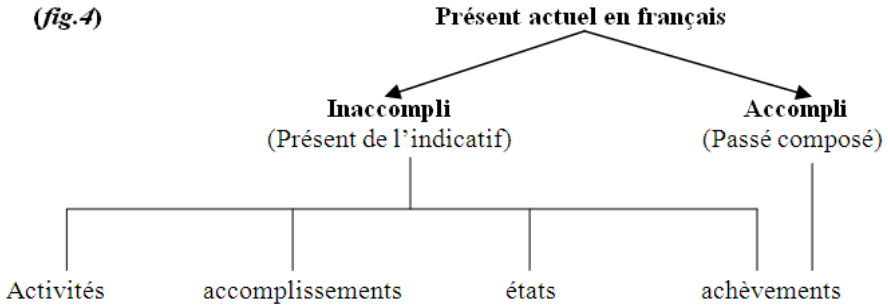 (fig.4) Présent actuel en français
Inaccompli Accompli
(Présent de l’indicatif) (Passé composé)
Activités accomplissements états achèvements